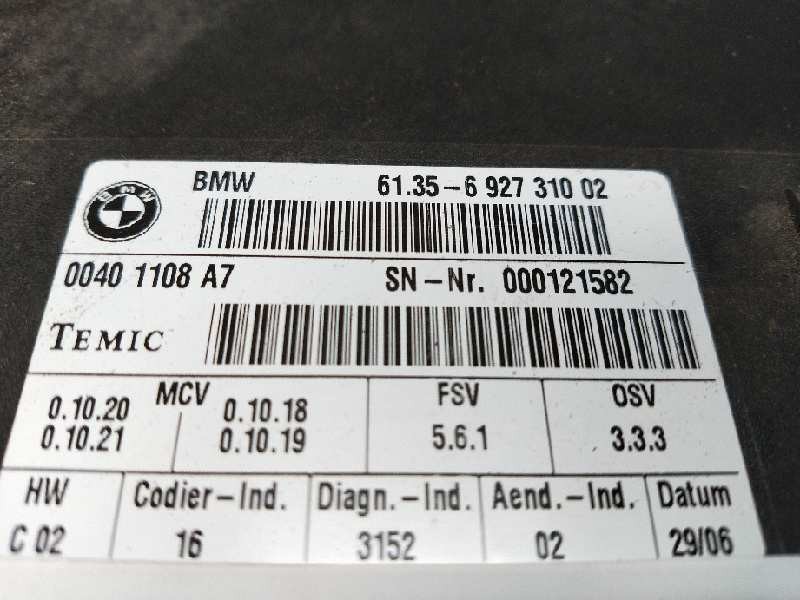 BMW 61.35-6 927 310 02
BMW
0040 1108 A7 SN-Nr. 000121582
TEMIC
MCV FSV OSV
0.10.20 0.10.18
0.10.21 0.10.19 5.6.1 3.3.3
HW Codier-Ind. Diagn.-Ind. Aend.-Ind. Datum
C 02 16 3152 02 29/06